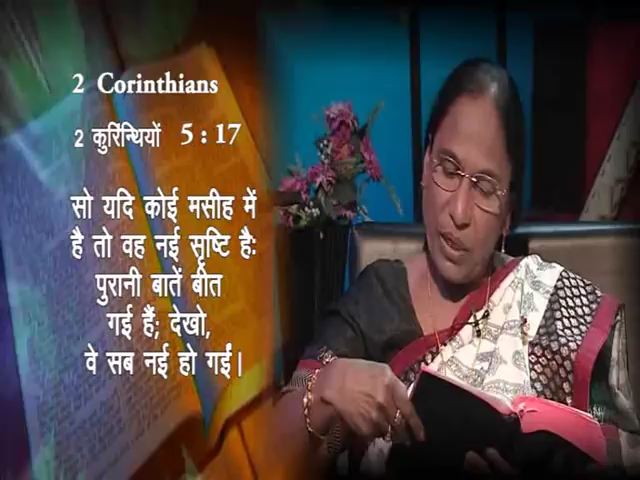 2 Corinthians
2 कुरिन्थियों 5:17
सो यदि कोई मसीह में
है तो वह नई सृष्टि है:
पुरानी बातें बीत
गई हैं; देखो,
वे सब नई हो गईं।